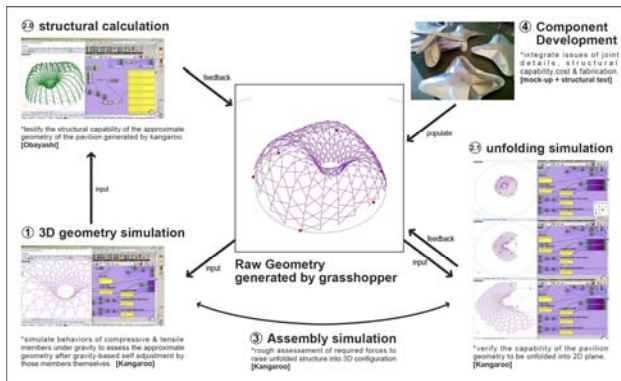 2.0 structural calculation
feedback
*testify the structural capability of the approximate
geometry of the pavilion generated by kangaroo.
[Obayashi]
input
① 3D geometry simulation
*simulate behaviors of compressive & tensile
members under gravity to assess the approximate
geometry after gravity-based self adjustment by
those members themselves. [Kangaroo]
input
Raw Geometry
generated by grasshopper
③ Assembly simulation
*rough assessement of required forces to
raise unfolded structure into 3D configuration
[Kangaroo]
④ Component
Development
*integrate issues of joint
details, structural
capability,cost & fabrication,
[mock-up + structural test]
populate
2.1 unfolding simulation
feedback
input
*verify the capability of the pavilion
geometry to be unfolded into 2D plane.
[Kangaroo]